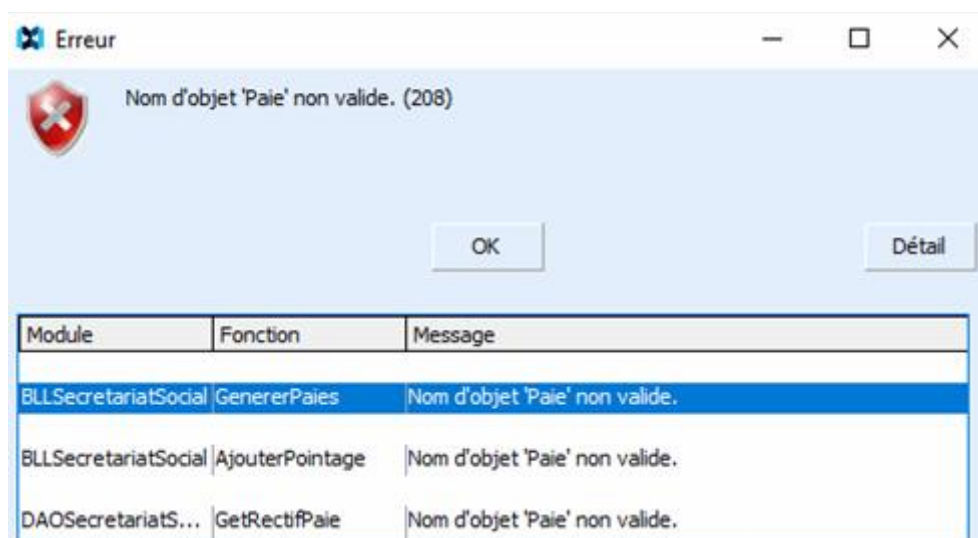 Erreur
Nom d'objet 'Paie' non valide. (208)
OK
Détail
Module Fonction Message
BLLSecretariatSocial GenererPaies Nom d'objet 'Paie' non valide.
BLLSecretariatSocial AjouterPointage Nom d'objet 'Paie' non valide.
DAOSecretariatS... GetRectifPaie Nom d'objet 'Paie' non valide.